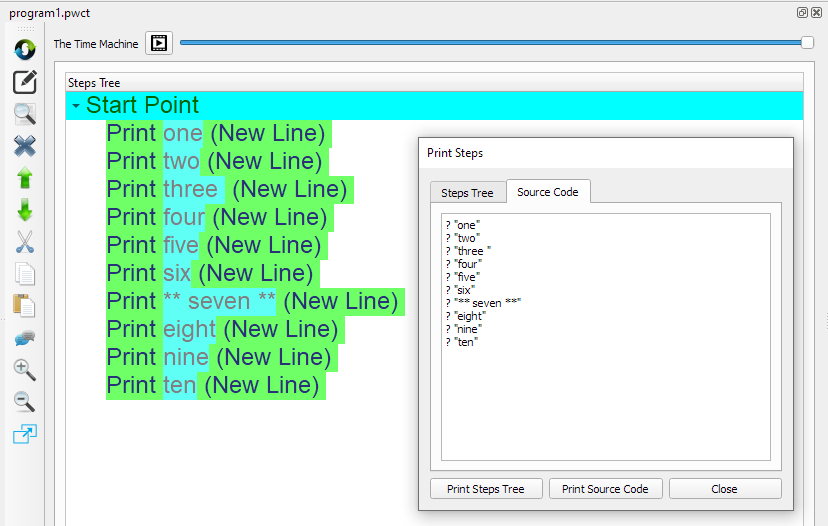 program1.pwct
The Time Machine
Steps Tree
Start Point
Print one (New Line)
Print two (New Line)
Print three  (New Line)
Print four (New Line)
Print five (New Line)
Print six (New Line)
Print ** seven ** (New Line)
Print eight (New Line)
Print nine (New Line)
Print ten (New Line)
Print Steps
Steps Tree Source Code
? "one"
? "two"
? "three "
? "four"
? "five"
? "six"
? "** seven **"
? "eight"
? "nine"
? "ten"
Print Steps Tree Print Source Code Close